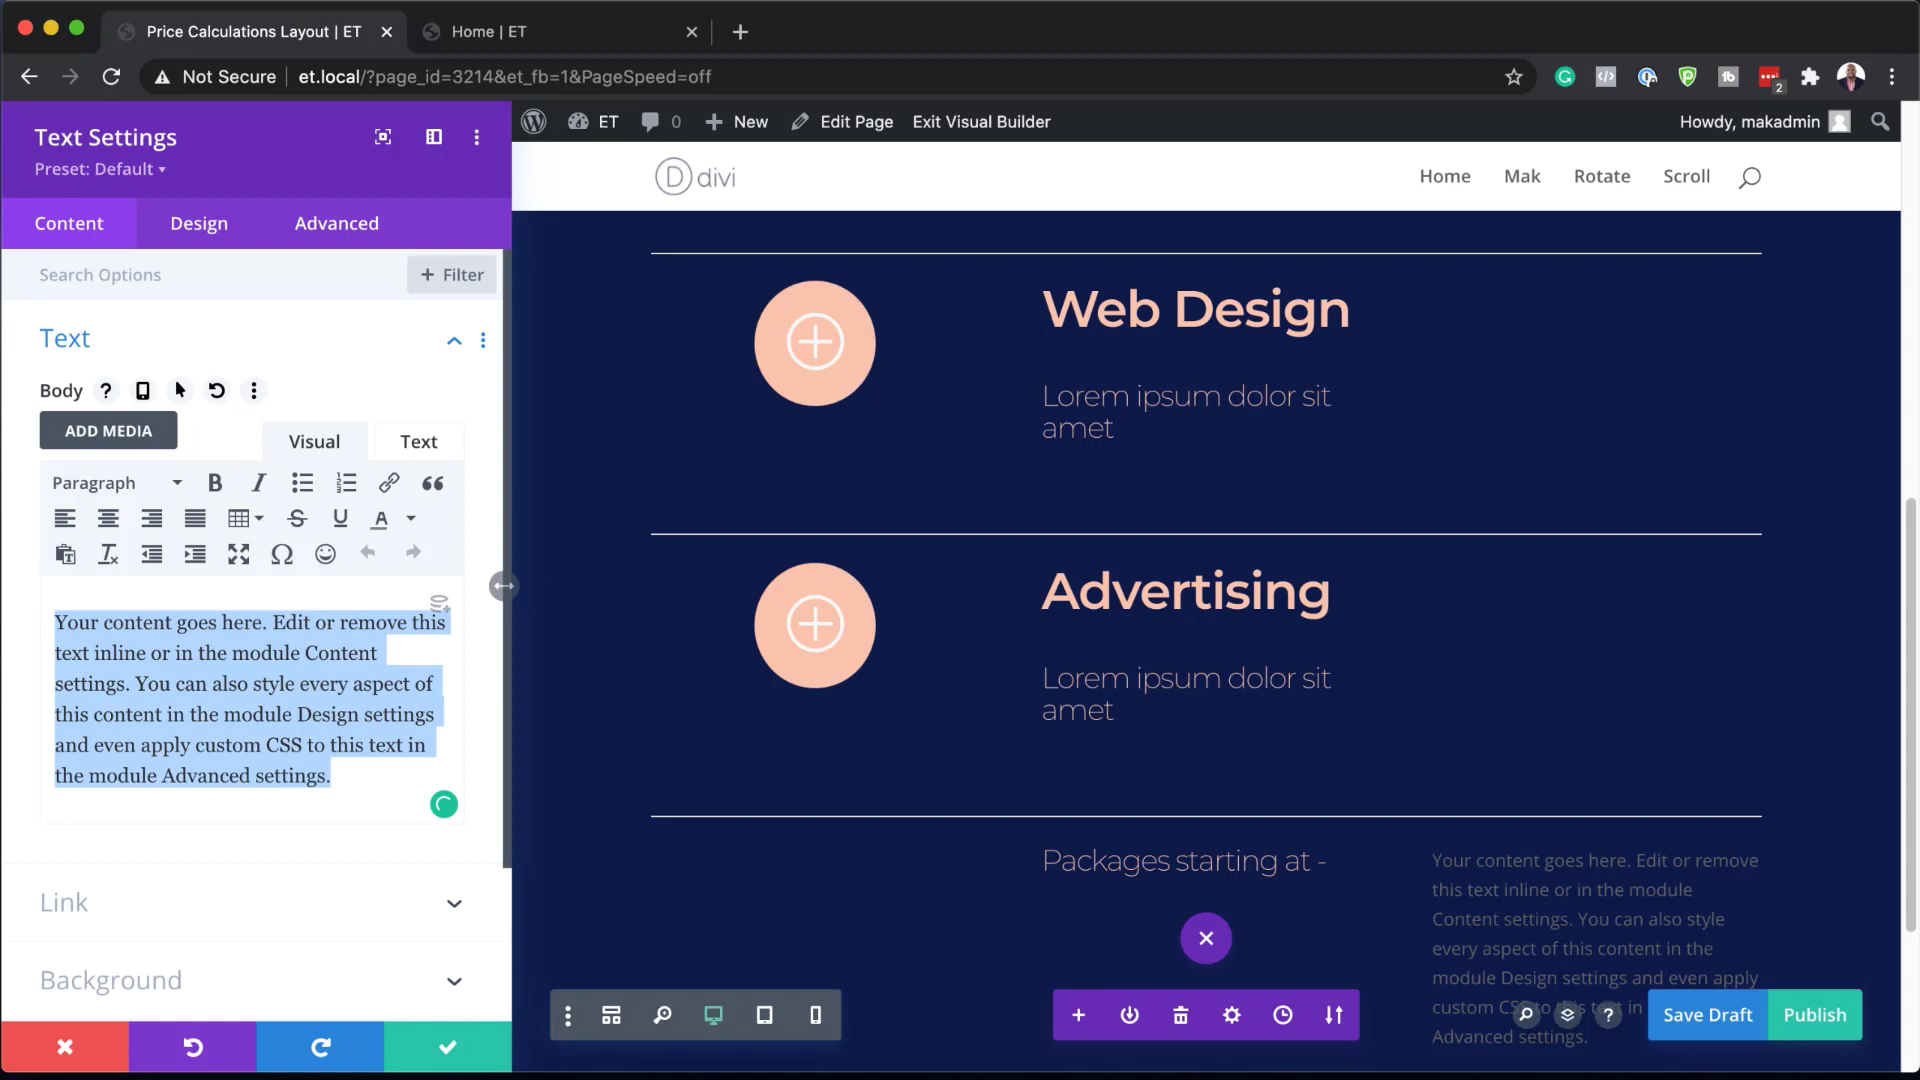 Price Calculations Layout | ET
Home | ET
Not Secure
et.local/?page_id=3214&et_fb=1&PageSpeed=off
2
Text Settings
Preset: Default
Content
Design
Advanced
Search Options
+ Filter
Text
Body
ADD MEDIA
Visual
Text
Paragraph
Your content goes here. Edit or remove this
text inline or in the module Content
settings. You can also style every aspect of
this content in the module Design settings
and even apply custom CSS to this text in
the module Advanced settings.
Link
Background
ET
0
New
Edit Page
Exit Visual Builder
Howdy, makadmin
divi
Home
Mak
Rotate
Scroll
Web Design
Lorem ipsum dolor sit
amet
Advertising
Lorem ipsum dolor sit
amet
Packages starting at -
Your content goes here. Edit or remove
this text inline or in the module
Content settings. You can also style
every aspect of this content in the
module Design settings and even apply
custom CSS to this text in
Advanced settings.
Save Draft
Publish